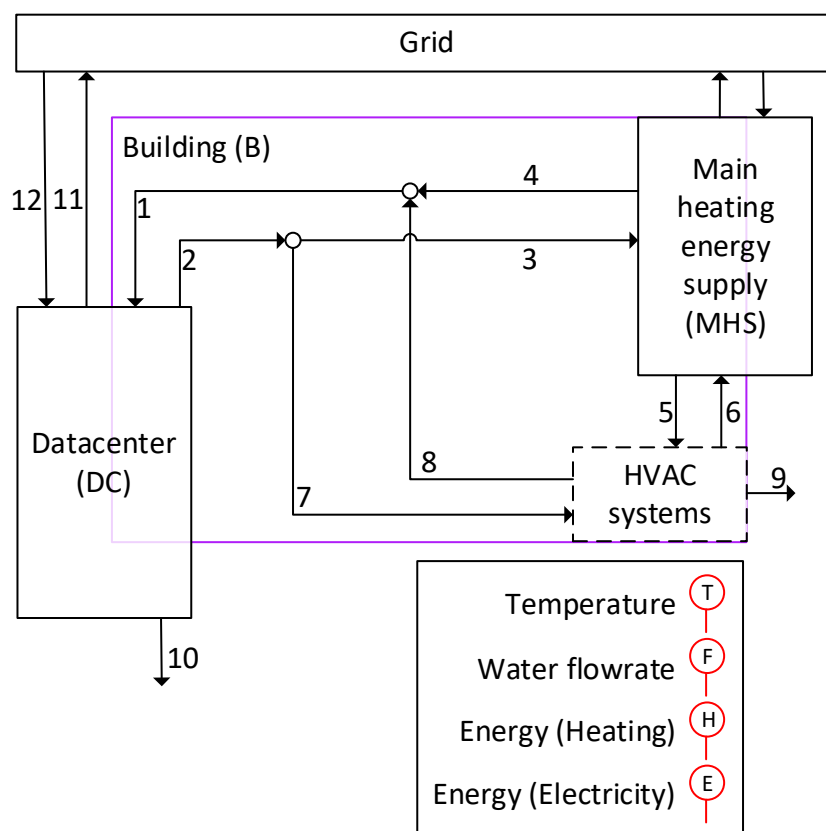 Grid
Building (B)
Main
heating
energy
supply
(MHS)
12
11
1
4
2
3
5
6
Datacenter
(DC)
8
7
HVAC
systems
9
10
Temperature T
Water flowrate F
Energy (Heating) H
Energy (Electricity) E